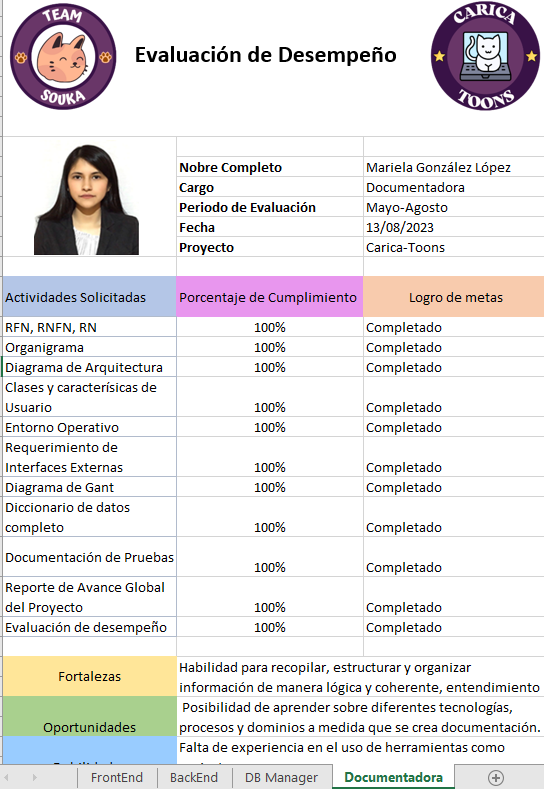 TEAM
SOUKA
Evaluación de Desempeño
CARICA
TOONS
Nobre Completo Mariela González López
Cargo Documentadora
Periodo de Evaluación Mayo-Agosto
Fecha 13/08/2023
Proyecto Carica-Toons
Actividades Solicitadas Porcentaje de Cumplimiento Logro de metas
RFN, RNFN, RN 100% Completado
Organigrama 100% Completado
Diagrama de Arquitectura 100% Completado
Clases y caracterísicas de
Usuario 100% Completado
Entorno Operativo 100% Completado
Requerimiento de
Interfaces Externas 100% Completado
Diagrama de Gant 100% Completado
Diccionario de datos
completo 100% Completado
Documentación de Pruebas
100% Completado
Reporte de Avance Global
del Proyecto 100% Completado
Evaluación de desempeño 100% Completado
Fortalezas
Habilidad para recopilar, estructurar y organizar
información de manera lógica y coherente, entendimiento
Oportunidades
Posibilidad de aprender sobre diferentes tecnologías,
procesos y dominios a medida que se crea documentación.
Falta de experiencia en el uso de herramientas como
FrontEnd BackEnd DB Manager Documentadora